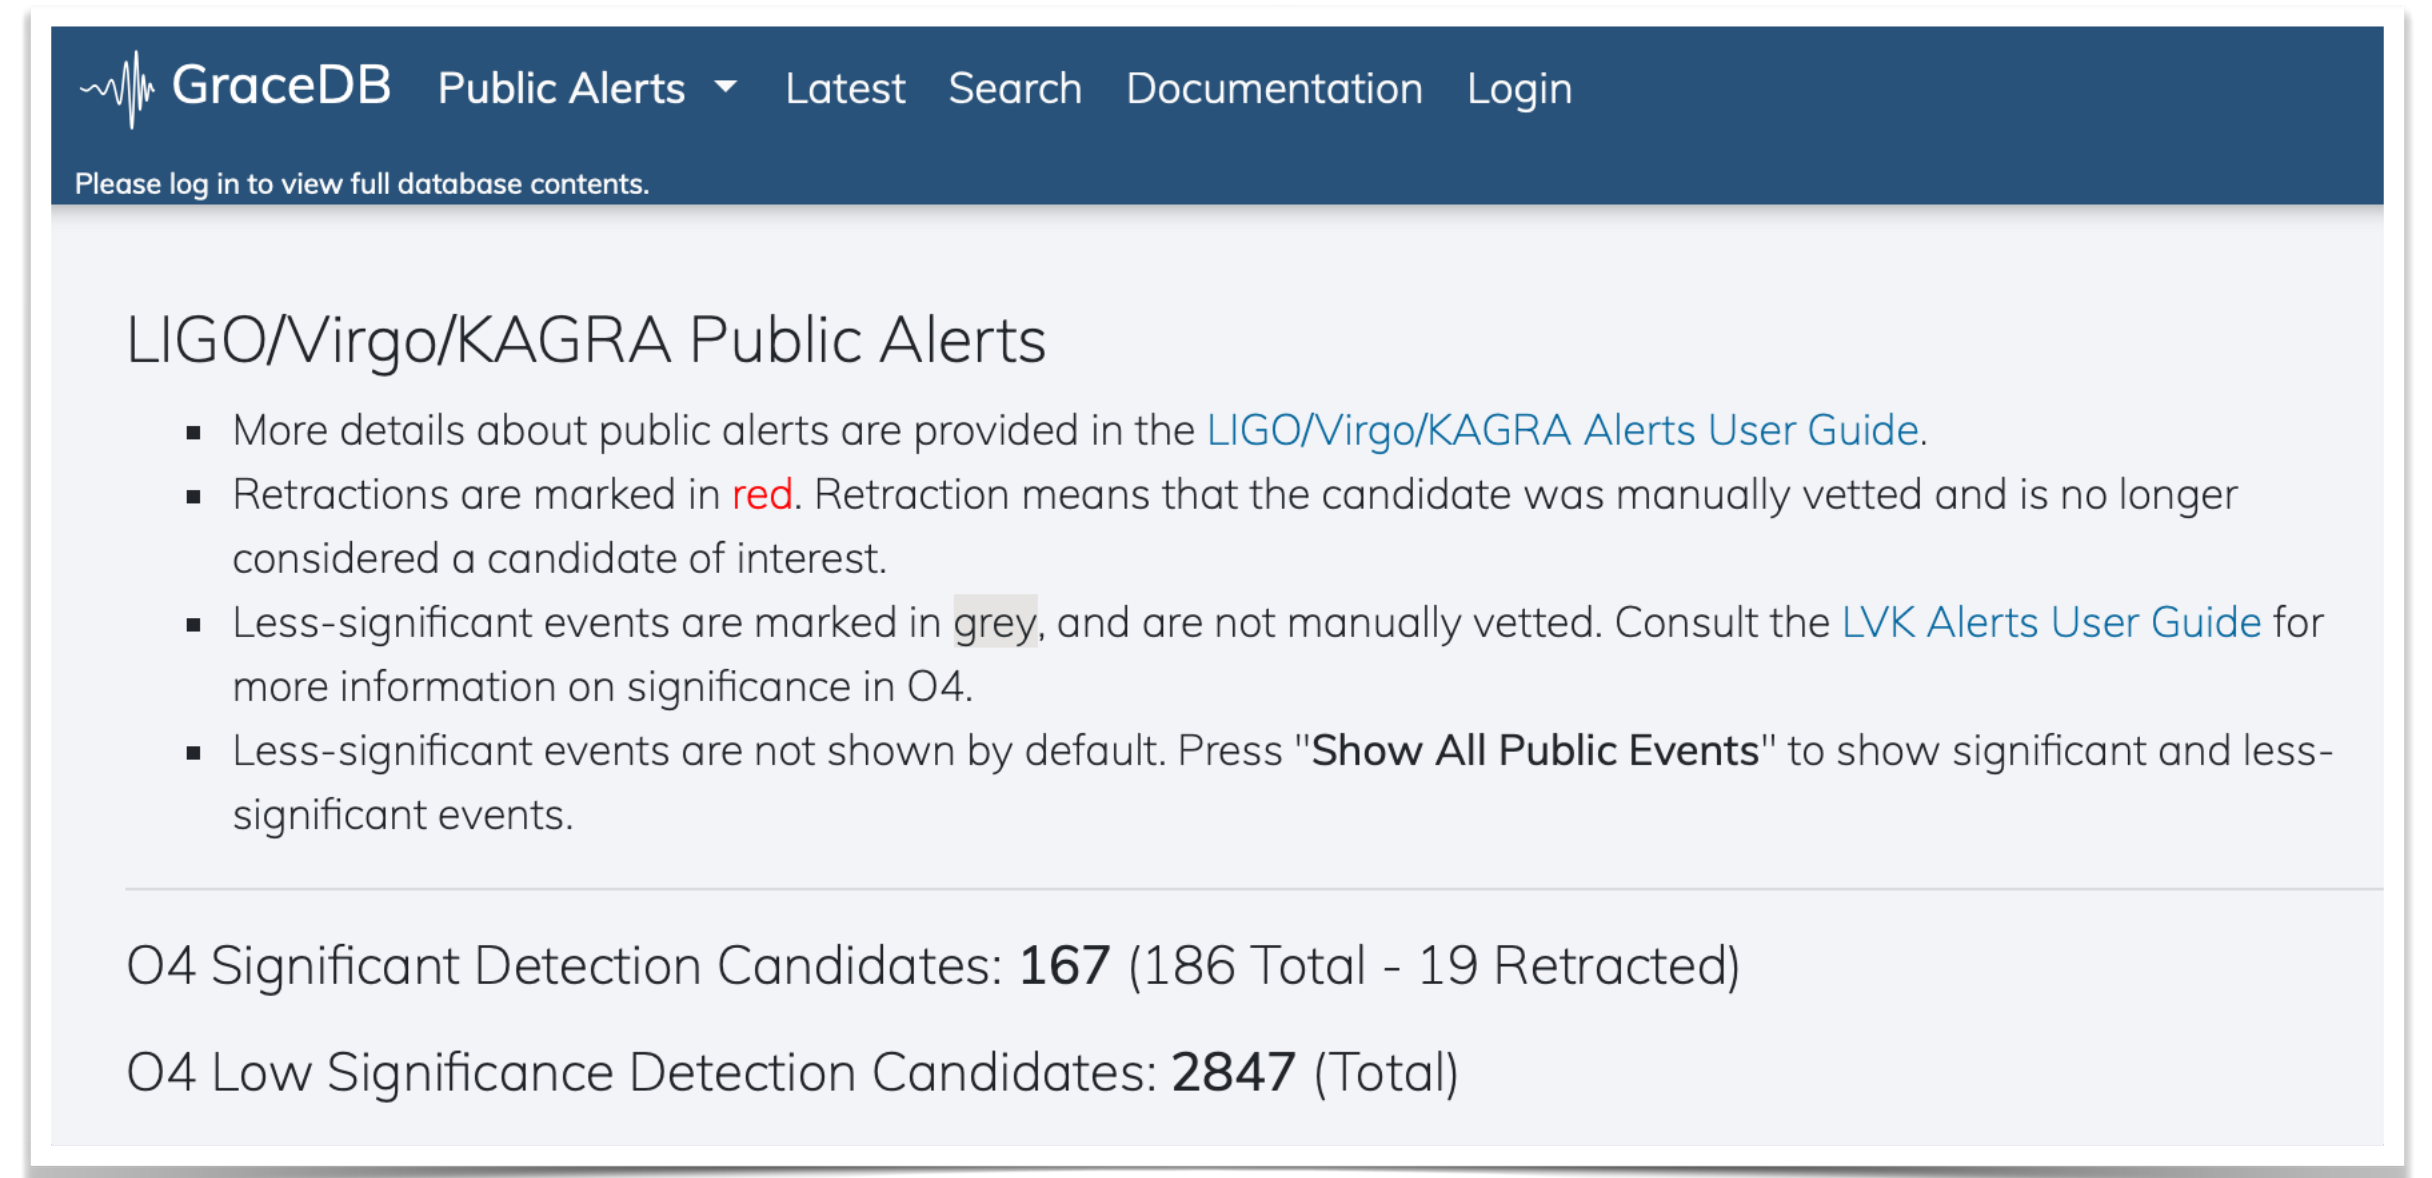 GraceDB Public Alerts Latest Search Documentation Login
Please log in to view full database contents.
LIGO/Virgo/KAGRA Public Alerts
▪ More details about public alerts are provided in the LIGO/Virgo/KAGRA Alerts User Guide.
▪ Retractions are marked in red. Retraction means that the candidate was manually vetted and is no longer
considered a candidate of interest.
▪ Less-significant events are marked in grey, and are not manually vetted. Consult the LVK Alerts User Guide for
more information on significance in O4.
▪ Less-significant events are not shown by default. Press "Show All Public Events" to show significant and less-
significant events.
O4 Significant Detection Candidates: 167 (186 Total - 19 Retracted)
O4 Low Significance Detection Candidates: 2847 (Total)